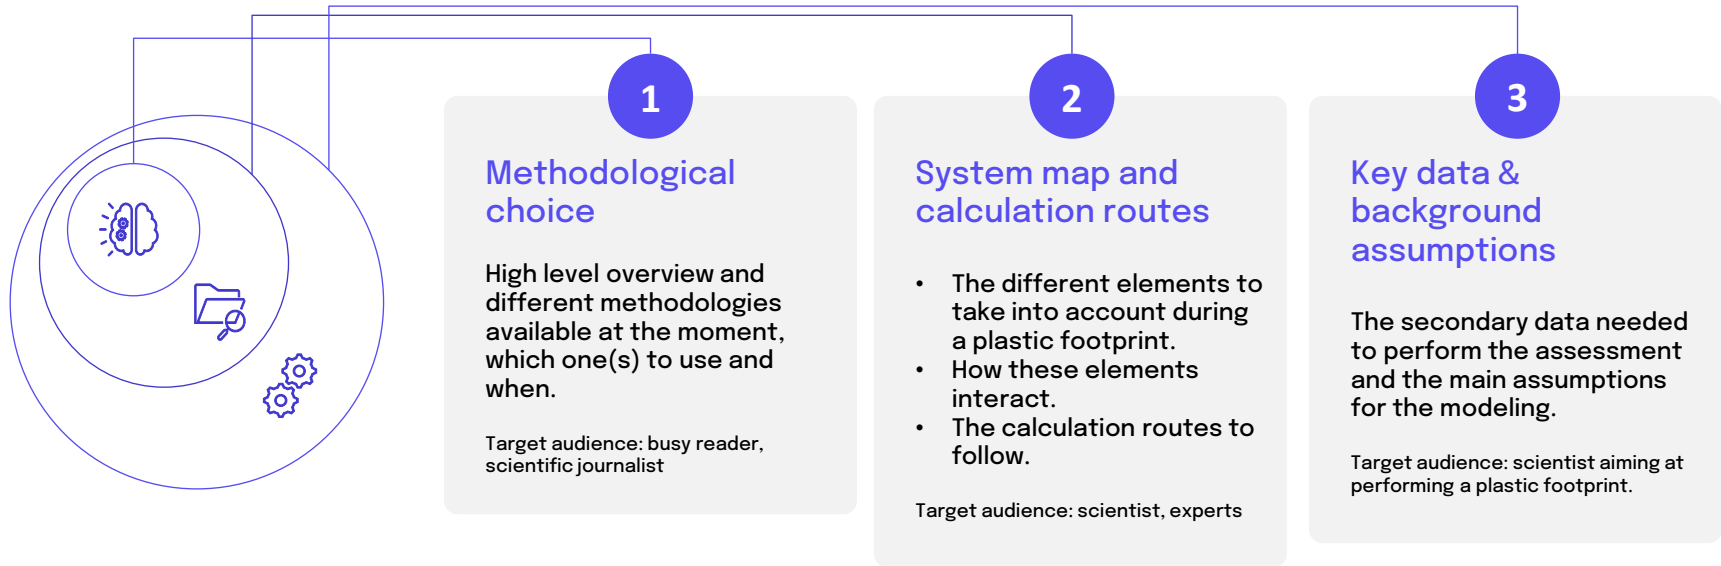 1
Methodological
choice
High level overview and
different methodologies
available at the moment,
which one(s) to use and
when.
Target audience: busy reader,
scientific journalist
2
System map and
calculation routes
• The different elements to
take into account during
a plastic footprint.
• How these elements
interact.
• The calculation routes to
follow.
Target audience: scientist, experts
3
Key data &
background
assumptions
The secondary data needed
to perform the assessment
and the main assumptions
for the modeling.
Target audience: scientist aiming at
performing a plastic footprint.